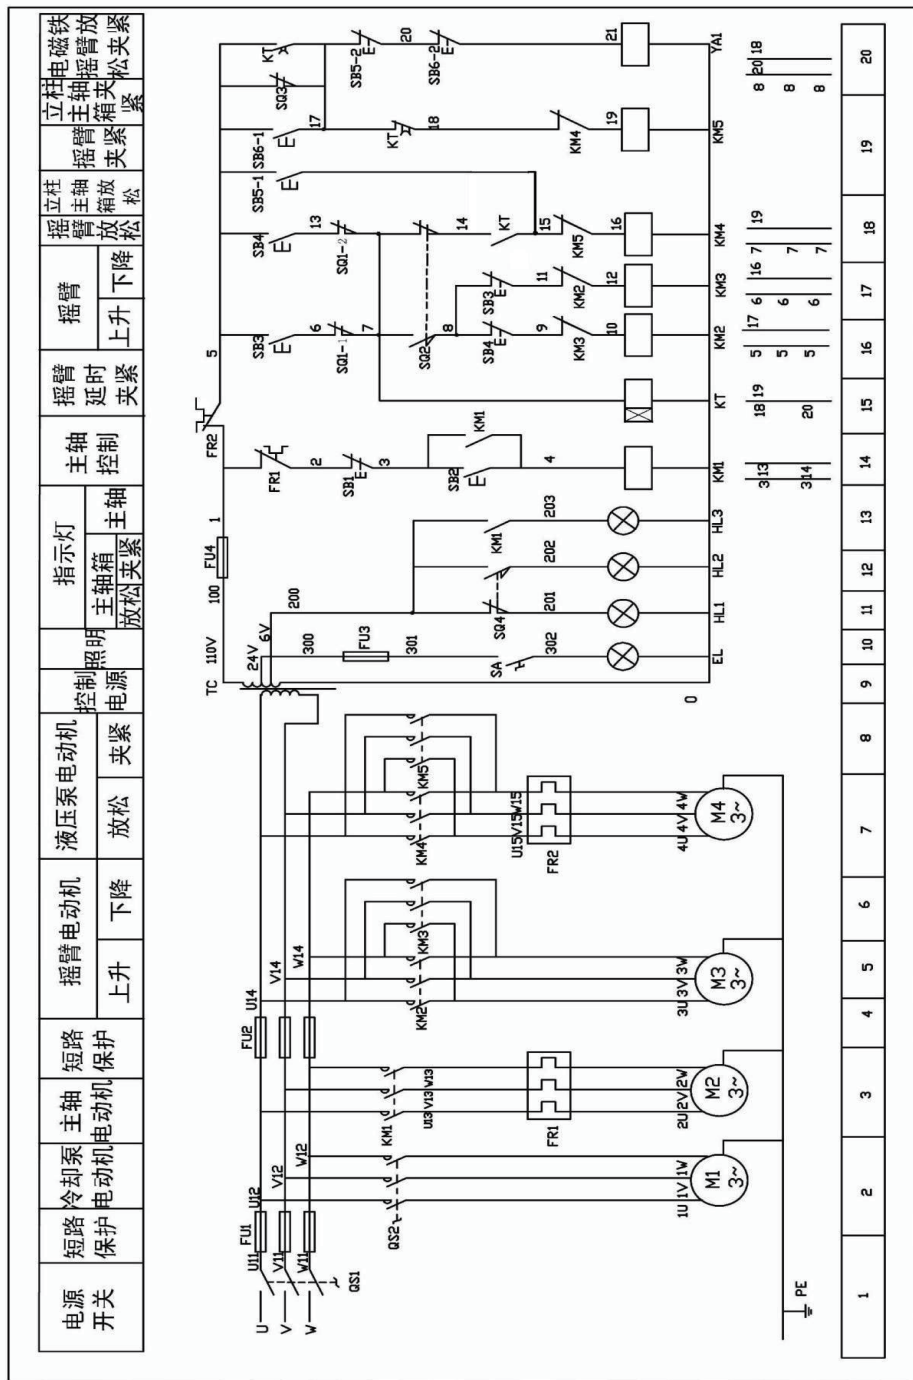 电源开关
短路保护
冷却泵电动机
主轴电动机
短路保护
摇臂电动机
上升
下降
液压泵电动机
放松
夹紧
控制电源
照明
指示灯
主轴箱
放松
夹紧
主轴
主轴控制
摇臂延时夹紧
摇臂
上升
下降
摇臂放松
立柱主轴箱放松
摇臂夹紧
立柱主轴箱夹紧
电磁铁摇臂放松夹紧
U
V
W
QS1
U11
V11
W11
FU1
U12
V12
W12
QS2
1U 1V 1W
M1
3~
KM1
U13 V13 W13
FR1
2U 2V 2W
M2
3~
FU2
U14
V14
W14
KM2
KM3
3U 3V 3W
M3
3~
KM4
KM5
U15 V15 W15
FR2
4U 4V 4W
M4
3~
PE
TC
110V
24V
6V
0
300
FU3
301
SA
302
EL
200
SQ4
201
HL1
202
HL2
KM1
203
HL3
100
FU4
1
FR1
2
SB1
3
SB2
KM1
4
KM1
FR2
5
KT
SB3
6
SQ1-1
7
SQ2
8
SB4
9
KM3
10
KM2
SB3
11
KM2
12
KM3
SB4
13
SQ1-2
14
KT
15
KM5
16
KM4
SB5-1
SB6-1
17
KT
18
KM4
19
KM5
SQ3
KT
SB5-2
20
SB6-2
21
YA1
3 13
3 14
18 19
20
5 17
5
5
6 16
6
6
7 19
7
7
8 20 18
8
8
1
2
3
4
5
6
7
8
9
10
11
12
13
14
15
16
17
18
19
20